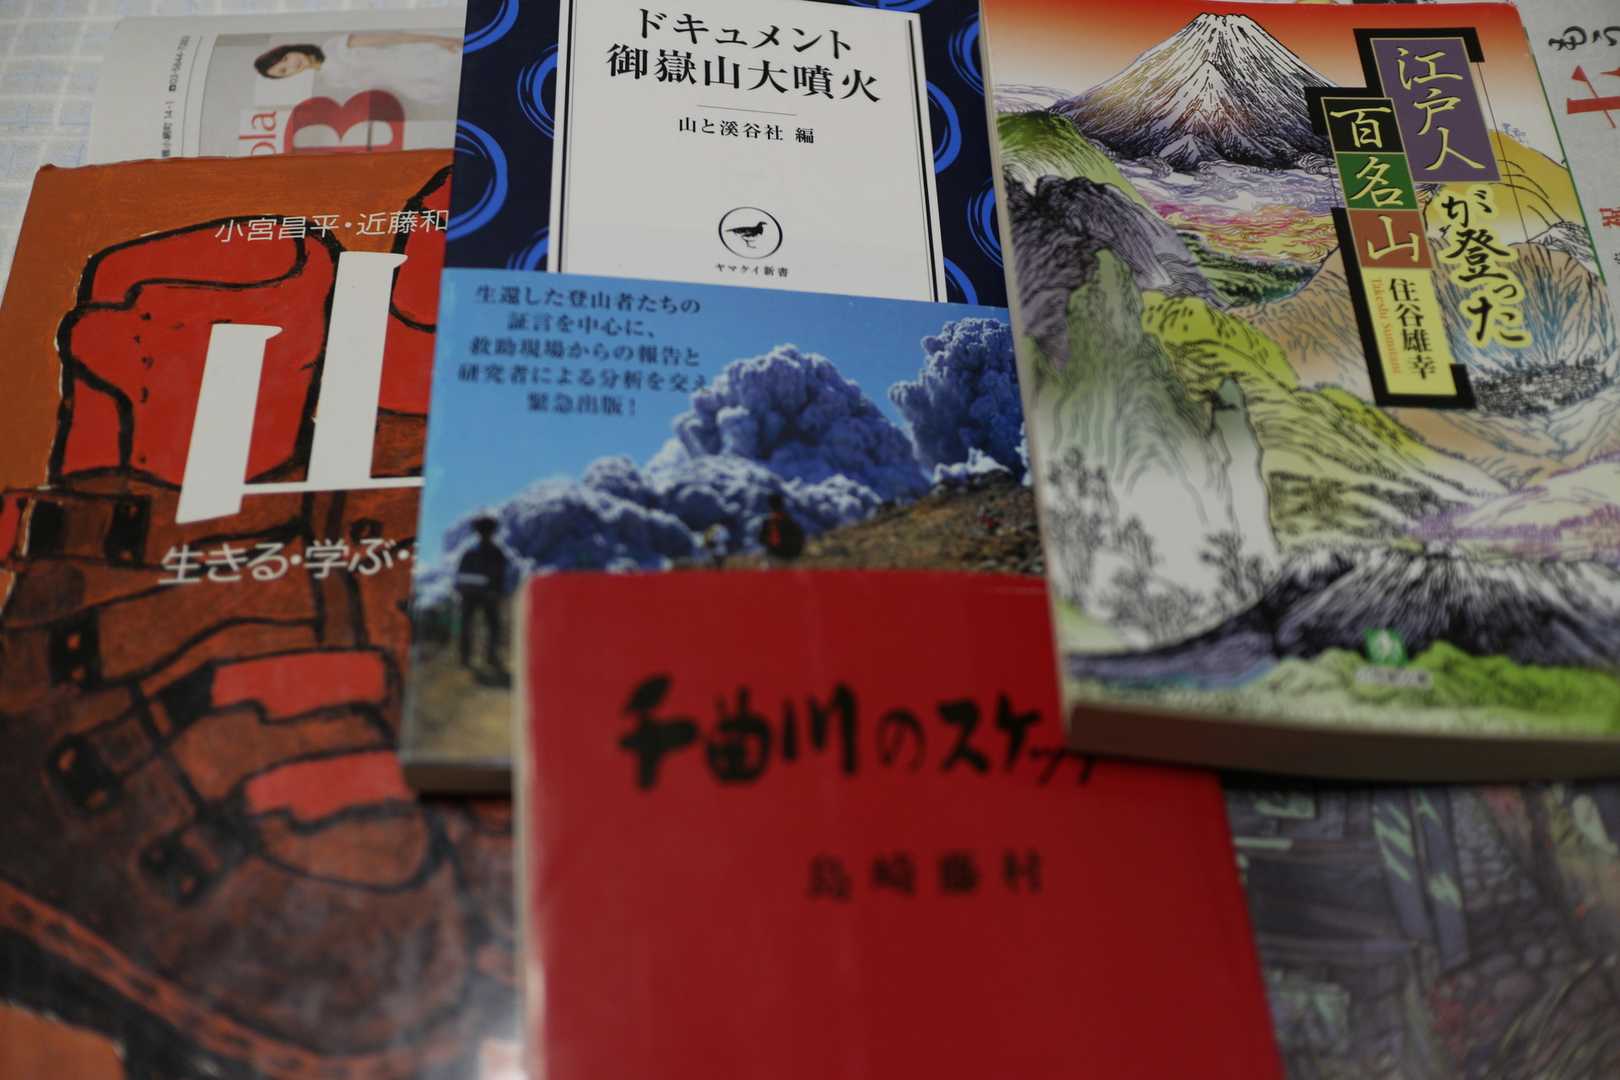 ドキュメント
御嶽山大噴火
山と溪谷社 編
ヤマケイ新書
生還した登山者たちの
証言を中心に、
救助現場からの報告と
研究者による分析を交え
緊急出版!
江戸人
が登った
百名山
住谷雄幸
Takeshi Sumitani
小宮昌平・近藤和
山
生きる・学ぶ・
千曲川のスケッ
島崎藤村
ola
B